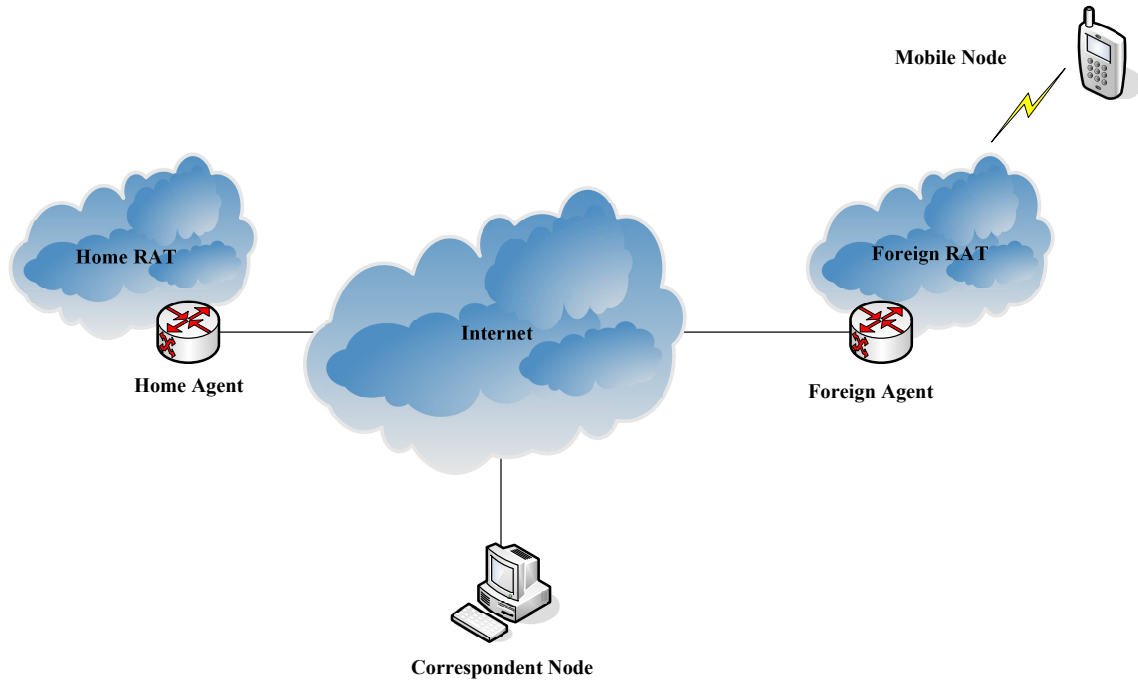 Mobile Node
Home RAT
Foreign RAT
Internet
Home Agent
Foreign Agent
Correspondent Node